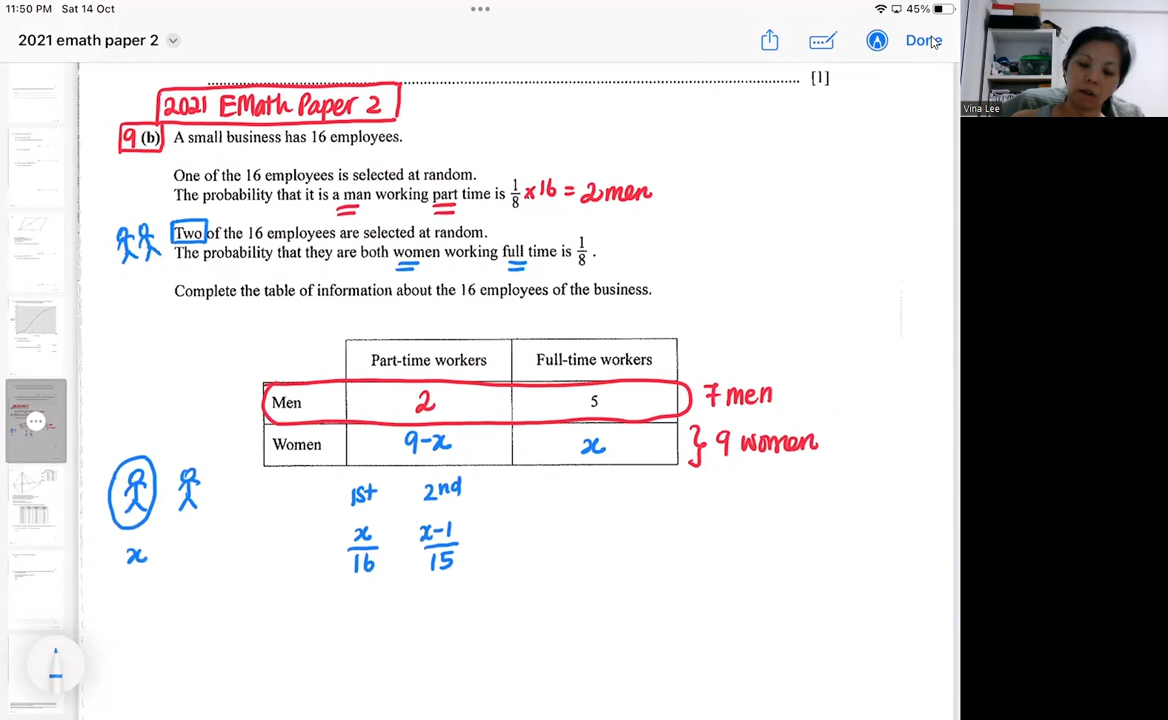 11:50 PM Sat 14 Oct
45%
2021 emath paper 2
Done
Vina Lee
[1]
2021 EMath Paper 2
9 (b) A small business has 16 employees.
One of the 16 employees is selected at random.
The probability that it is a man working part time is 1/8 × 16 = 2 men
Two of the 16 employees are selected at random.
The probability that they are both women working full time is 1/8 .
Complete the table of information about the 16 employees of the business.
Part-time workers Full-time workers
Men 2 5 7 men
Women 9-x x } 9 women
1st 2nd
x/16 x-1/15
x